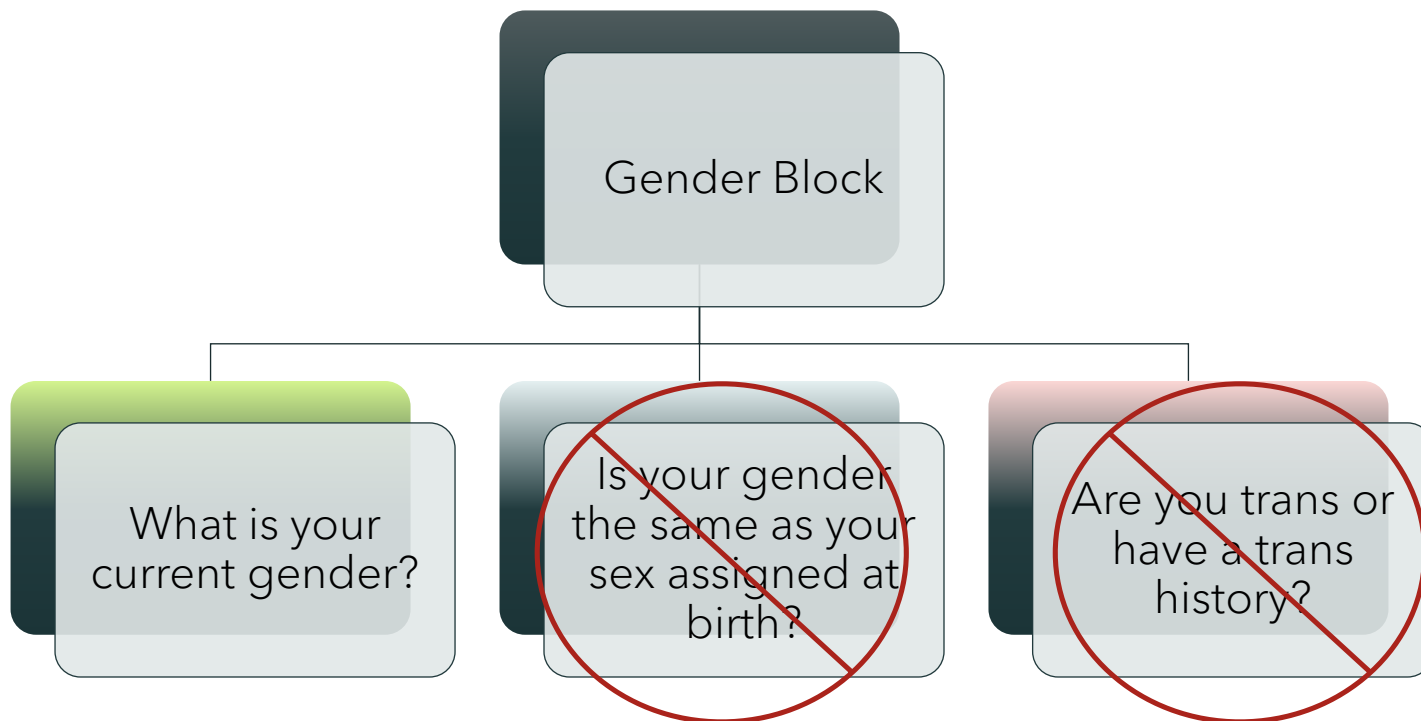 Gender Block
What is your
current gender?
Is your gender
the same as your
sex assigned at
birth?
Are you trans or
have a trans
history?